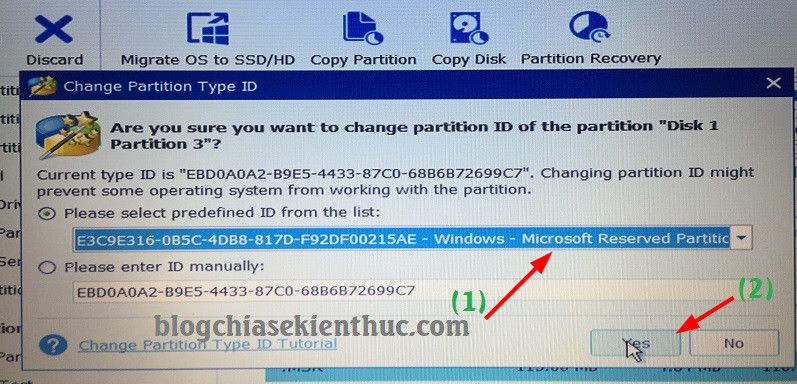 Discard
Migrate OS to SSD/HD
Copy Partition
Copy Disk
Partition Recovery
Change Partition Type ID
Are you sure you want to change partition ID of the partition "Disk 1
Partition 3"?
Current type ID is "EBD0A0A2-B9E5-4433-87C0-68B6B72699C7". Changing partition ID might
prevent some operating system from working with the partition.
Please select predefined ID from the list:
E3C9E316-0B5C-4DB8-817D-F92DF00215AE - Windows - Microsoft Reserved Partitic
Please enter ID manually:
EBD0A0A2-B9E5-4433-87C0-68B6B72699C7
(1)
(2)
blogchiasekienthuc.com
Change Partition Type ID Tutorial
Yes
No